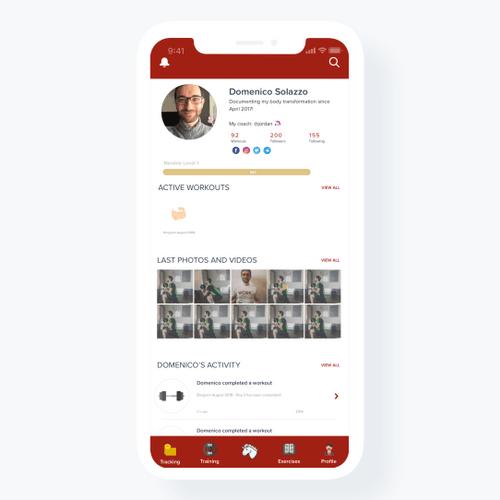 9:41
Domenico Solazzo
Documenting my body transformation since
April 2017!
My coach: @jordan
92 200 155
Workouts Followers Following
Newbie Level 1
ACTIVE WORKOUTS
VIEW ALL
LAST PHOTOS AND VIDEOS
VIEW ALL
DOMENICO'S ACTIVITY
VIEW ALL
Domenico completed a workout
Domenico completed a workout
Tracking Training Exercises Profile